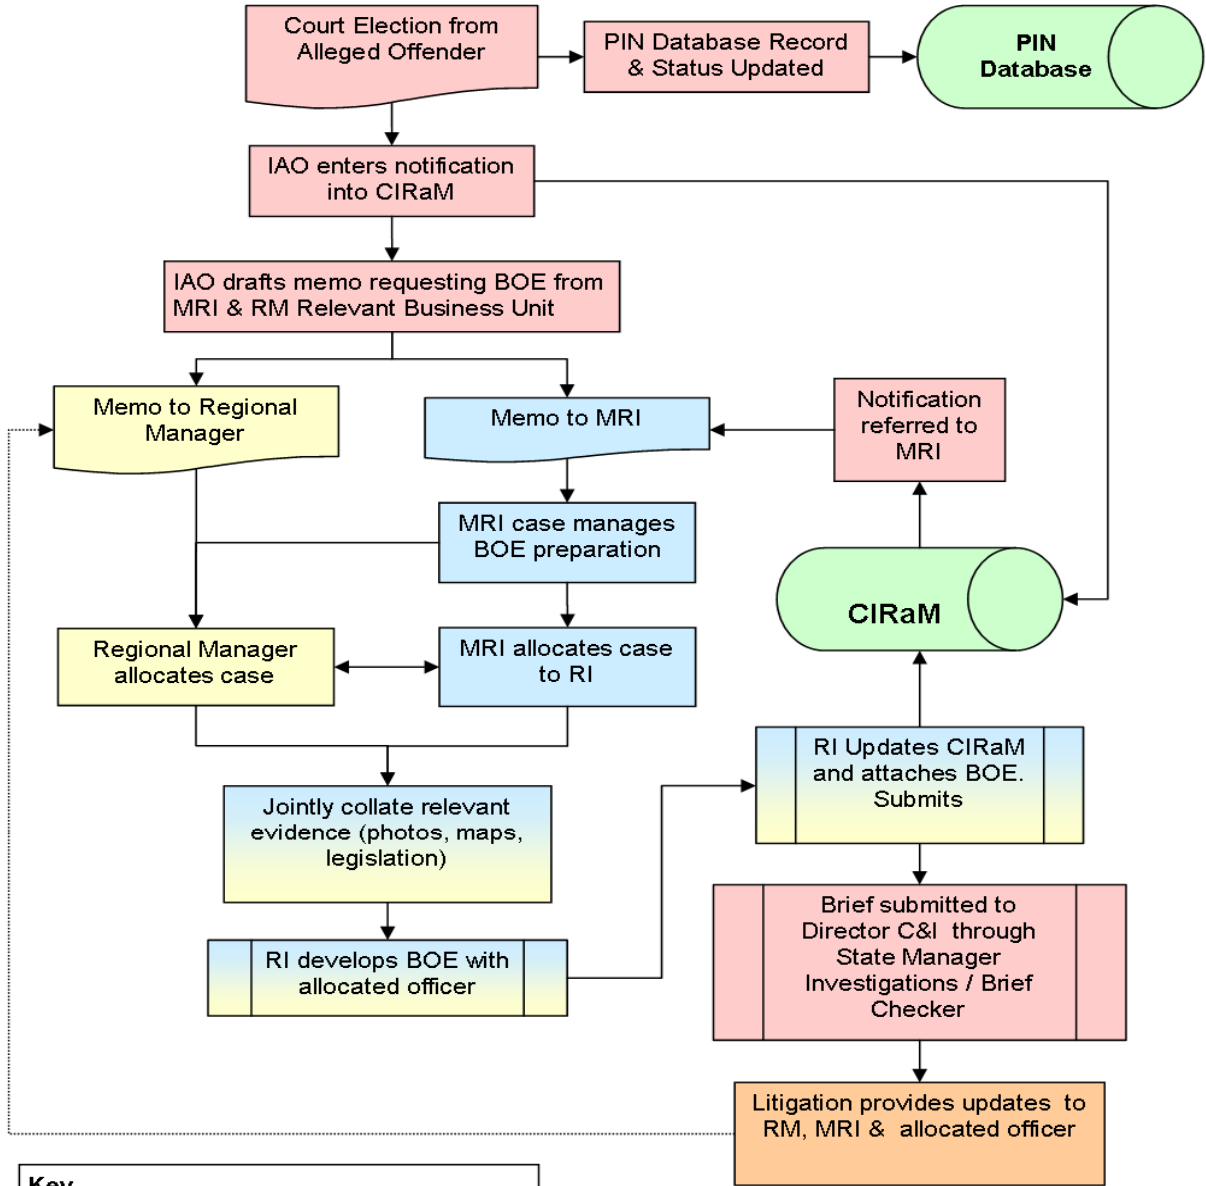 Court Election from
Alleged Offender
PIN Database Record
& Status Updated
PIN
Database
IAO enters notification
into CIRaM
IAO drafts memo requesting BOE from
MRI & RM Relevant Business Unit
Memo to Regional
Manager
Memo to MRI
Notification
referred to
MRI
MRI case manages
BOE preparation
CIRaM
Regional Manager
allocates case
MRI allocates case
to RI
RI Updates CIRaM
and attaches BOE.
Submits
Jointly collate relevant
evidence (photos, maps,
legislation)
Brief submitted to
Director C&I through
State Manager
Investigations / Brief
Checker
RI develops BOE with
allocated officer
Litigation provides updates to
RM, MRI & allocated officer
Key